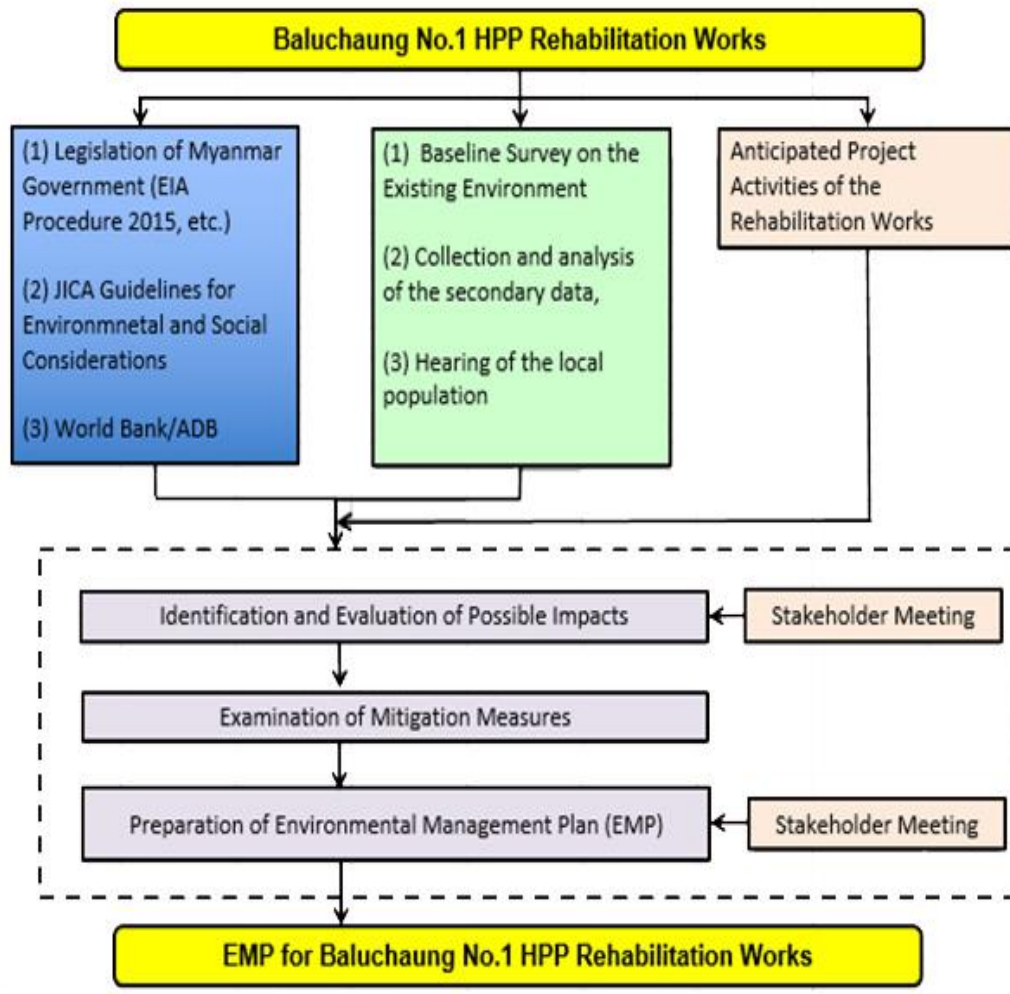 Baluchaung No.1 HPP Rehabilitation Works
(1) Legislation of Myanmar
Government (EIA
Procedure 2015, etc.)
(2) JICA Guidelines for
Environmnetal and Social
Considerations
(3) World Bank/ADB
(1) Baseline Survey on the
Existing Environment
(2) Collection and analysis
of the secondary data,
(3) Hearing of the local
population
Anticipated Project
Activities of the
Rehabilitation Works
Identification and Evaluation of Possible Impacts
Stakeholder Meeting
Examination of Mitigation Measures
Preparation of Environmental Management Plan (EMP)
Stakeholder Meeting
EMP for Baluchaung No.1 HPP Rehabilitation Works